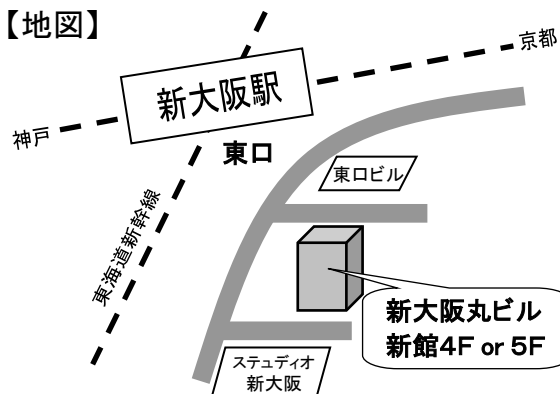 【地図】
京都
新大阪駅
神戸
東口
東口ビル
東海道新幹線
新大阪丸ビル
新館4F or 5F
ステュディオ
新大阪